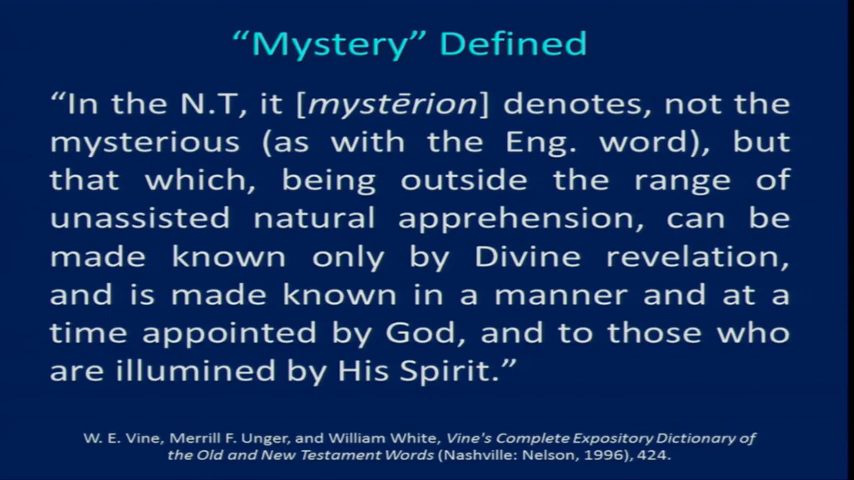 “Mystery” Defined
“In the N.T, it [mystērion] denotes, not the
mysterious (as with the Eng. word), but
that which, being outside the range of
unassisted natural apprehension, can be
made known only by Divine revelation,
and is made known in a manner and at a
time appointed by God, and to those who
are illumined by His Spirit.”
W. E. Vine, Merrill F. Unger, and William White, Vine's Complete Expository Dictionary of
the Old and New Testament Words (Nashville: Nelson, 1996), 424.